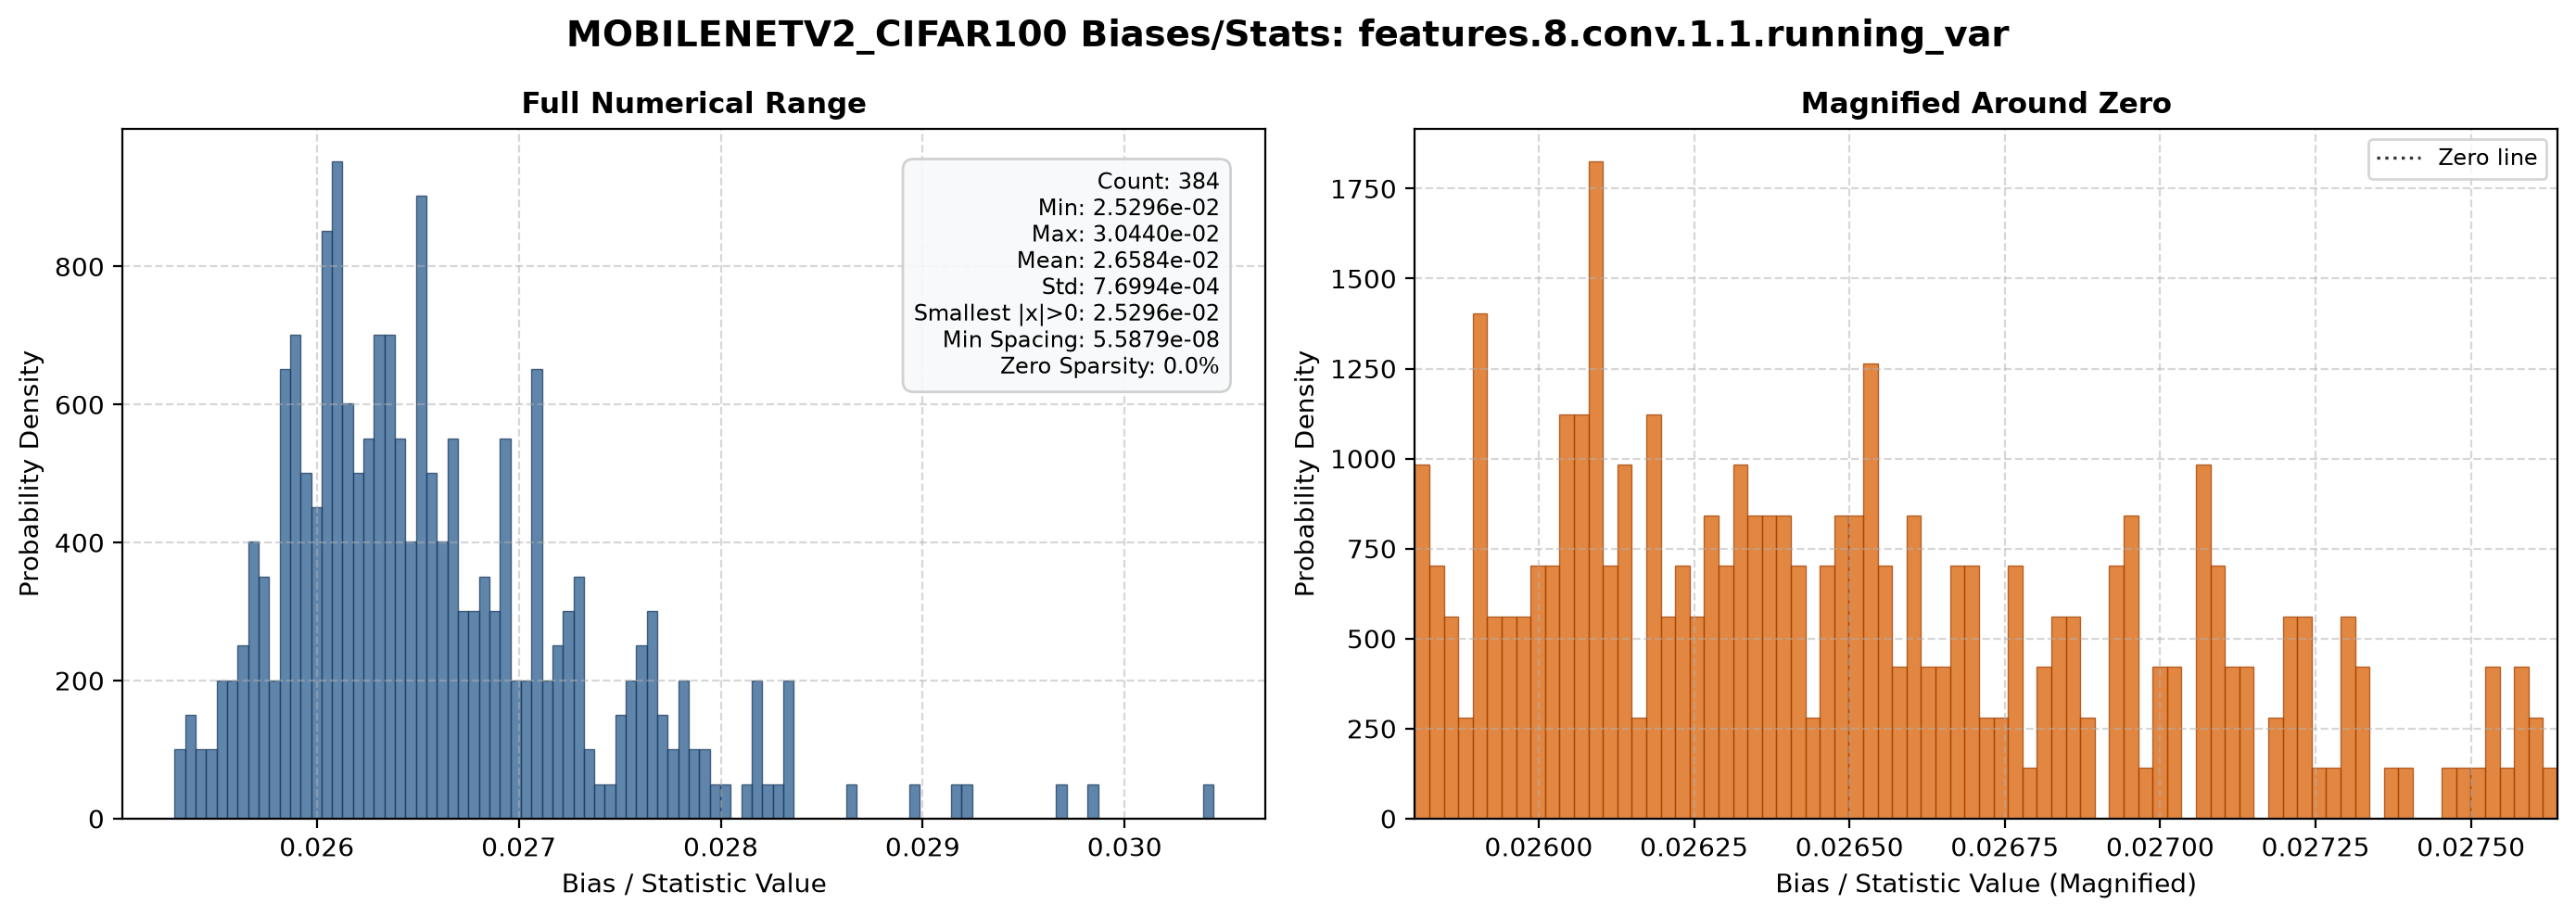 MOBILENETV2_CIFAR100 Biases/Stats: features.8.conv.1.1.running_var
Full Numerical Range
Probability Density
800
600
400
200
0
Count: 384
Min: 2.5296e-02
Max: 3.0440e-02
Mean: 2.6584e-02
Std: 7.6994e-04
Smallest |x|>0: 2.5296e-02
Min Spacing: 5.5879e-08
Zero Sparsity: 0.0%
0.026 0.027 0.028 0.029 0.030
Bias / Statistic Value
Magnified Around Zero
Probability Density
1750
1500
1250
1000
750
500
250
0
Zero line
0.02600 0.02625 0.02650 0.02675 0.02700 0.02725 0.02750
Bias / Statistic Value (Magnified)